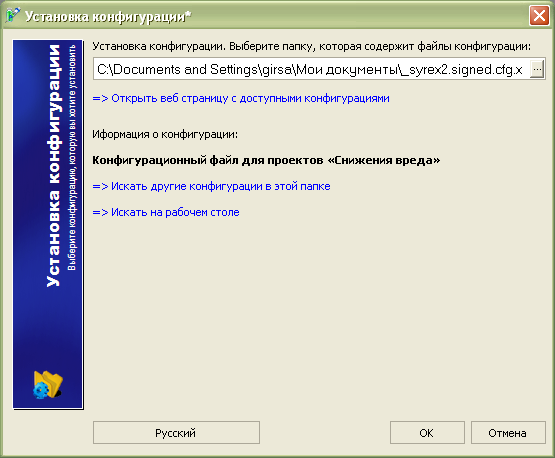 Установка конфигурации*
Установка конфигурации
Выберите конфигурацию, которую вы хотите установить
Установка конфигурации. Выберите папку, которая содержит файлы конфигурации:
C:\Documents and Settings\girsa\Мои документы\_syrex2.signed.cfg.x
...
=> Открыть веб страницу с доступными конфигурациями
Иформация о конфигурации:
Конфигурационный файл для проектов «Снижения вреда»
=> Искать другие конфигурации в этой папке
=> Искать на рабочем столе
Русский
OK
Отмена